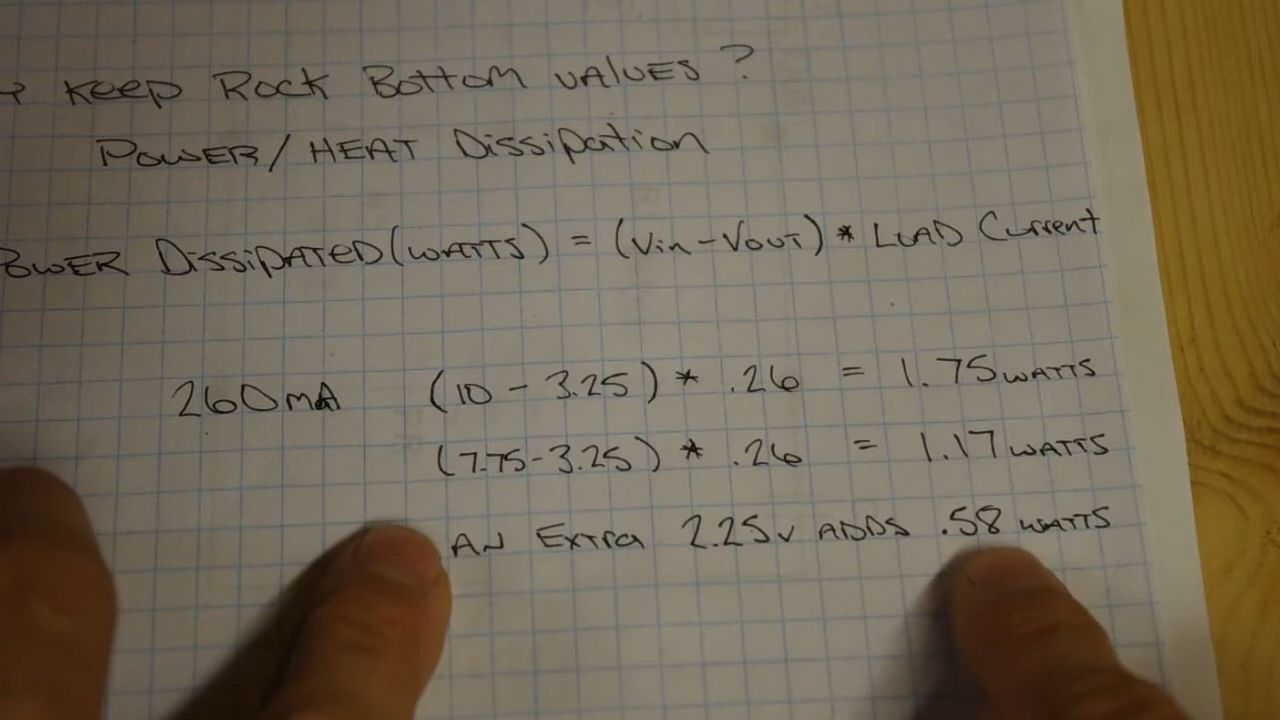 → Keep Rock Bottom values?
Power/Heat Dissipation
Power Dissipated (watts) = (Vin - Vout) * Load Current
260mA (10 - 3.25) * .26 = 1.75 watts
(7.75 - 3.25) * .26 = 1.17 watts
An Extra 2.25v adds .58 watts